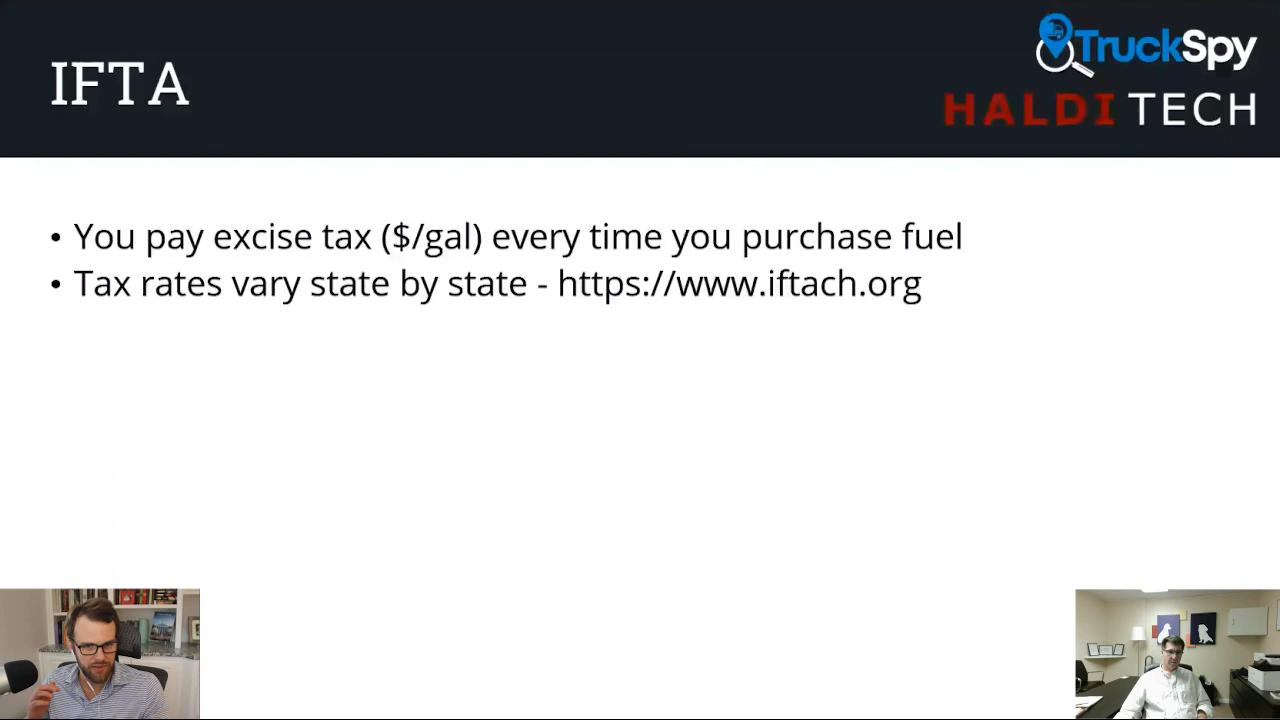 IFTA
TruckSpy
HALDI TECH
• You pay excise tax ($/gal) every time you purchase fuel
• Tax rates vary state by state - https://www.iftach.org